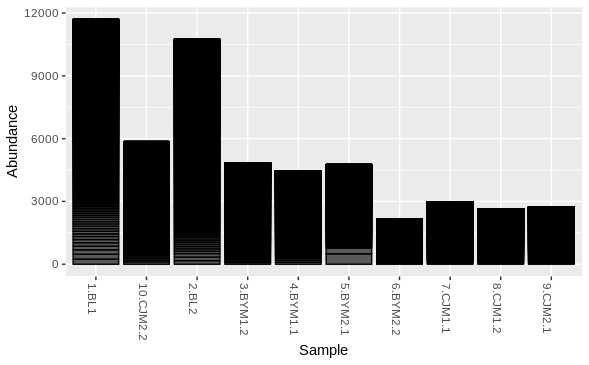 12000
9000
6000
3000
0
Abundance
1.BL1
10.CJM2.2
2.BL2
3.BYM1.2
4.BYM1.1
5.BYM2.1
6.BYM2.2
7.CJM1.1
8.CJM1.2
9.CJM2.1
Sample